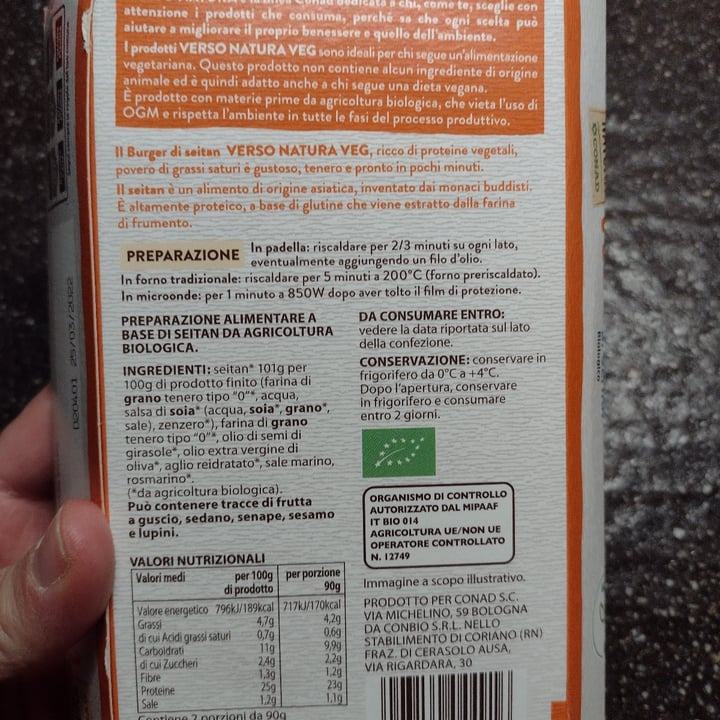 attenzione i prodotti che consuma, perché sa che ogni scelta può
aiutare a migliorare il proprio benessere e quello dell'ambiente.
I prodotti VERSO NATURA VEG sono ideali per chi segue un'alimentazione
vegetariana. Questo prodotto non contiene alcun ingrediente di origine
animale ed è quindi adatto anche a chi segue una dieta vegana.
È prodotto con materie prime da agricoltura biologica, che vieta l'uso di
OGM e rispetta l'ambiente in tutte le fasi del processo produttivo.
Il Burger di seitan VERSO NATURA VEG, ricco di proteine vegetali,
povero di grassi saturi è gustoso, tenero e pronto in pochi minuti.
Il seitan è un alimento di origine asiatica, inventato dai monaci buddisti.
È altamente proteico, a base di glutine che viene estratto dalla farina
di frumento.
PREPARAZIONE In padella: riscaldare per 2/3 minuti su ogni lato,
eventualmente aggiungendo un filo d'olio.
In forno tradizionale: riscaldare per 5 minuti a 200°C (forno preriscaldato).
In microonde: per 1 minuto a 850W dopo aver tolto il film di protezione.
PREPARAZIONE ALIMENTARE A
BASE DI SEITAN DA AGRICOLTURA
BIOLOGICA.
INGREDIENTI: seitan* 101g per
100g di prodotto finito (farina di
grano tenero tipo "0"*, acqua,
salsa di soia* (acqua, soia*, grano*,
sale), zenzero*), farina di grano
tenero tipo "0"*, olio di semi di
girasole*, olio extra vergine di
oliva*, aglio reidratato*, sale marino,
rosmarino*.
(*da agricoltura biologica).
Può contenere tracce di frutta
a guscio, sedano, senape, sesamo
e lupini.
VALORI NUTRIZIONALI
Valori medi per 100g di prodotto per porzione 90g
Valore energetico 796kJ/189kcal 717kJ/170kcal
Grassi 4,7g 4,2g
di cui Acidi grassi saturi 0,7g 0,6g
Carboidrati 11g 9,9g
di cui Zuccheri 2,4g 2,2g
Fibre 1,3g 1,2g
Proteine 25g 23g
Sale 1,2g 1,1g
Contiene 2 porzioni da 90g
DA CONSUMARE ENTRO:
vedere la data riportata sul lato
della confezione.
CONSERVAZIONE: conservare in
frigorifero da 0°C a +4°C.
Dopo l'apertura, conservare
in frigorifero e consumare
entro 2 giorni.
ORGANISMO DI CONTROLLO
AUTORIZZATO DAL MIPAAF
IT BIO 014
AGRICOLTURA UE/NON UE
OPERATORE CONTROLLATO
N. 12749
Immagine a scopo illustrativo.
PRODOTTO PER CONAD S.C.
VIA MICHELINO, 59 BOLOGNA
DA CONBIO S.R.L. NELLO
STABILIMENTO DI CORIANO (RN)
FRAZ. DI CERASOLO AUSA,
VIA RIGARDARA, 30
D20401 25/03/2022
CONAD
Biologico